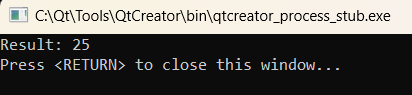 C:\Qt\Tools\QtCreator\bin\qtcreator_process_stub.exe
Result: 25
Press <RETURN> to close this window...